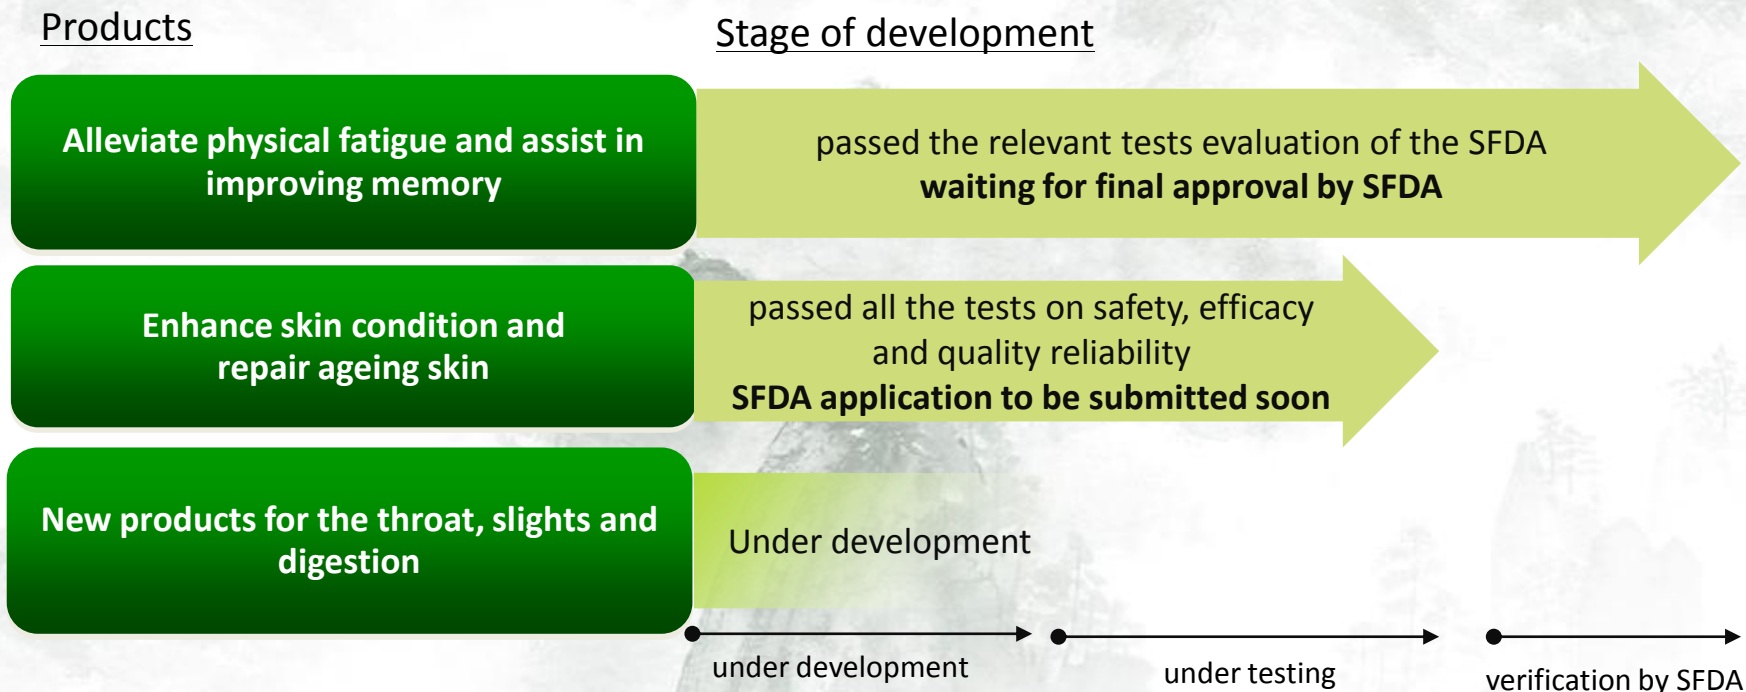 Products
Stage of development
Alleviate physical fatigue and assist in
improving memory
passed the relevant tests evaluation of the SFDA
waiting for final approval by SFDA
Enhance skin condition and
repair ageing skin
passed all the tests on safety, efficacy
and quality reliability
SFDA application to be submitted soon
New products for the throat, slights and
digestion
Under development
under development
under testing
verification by SFDA